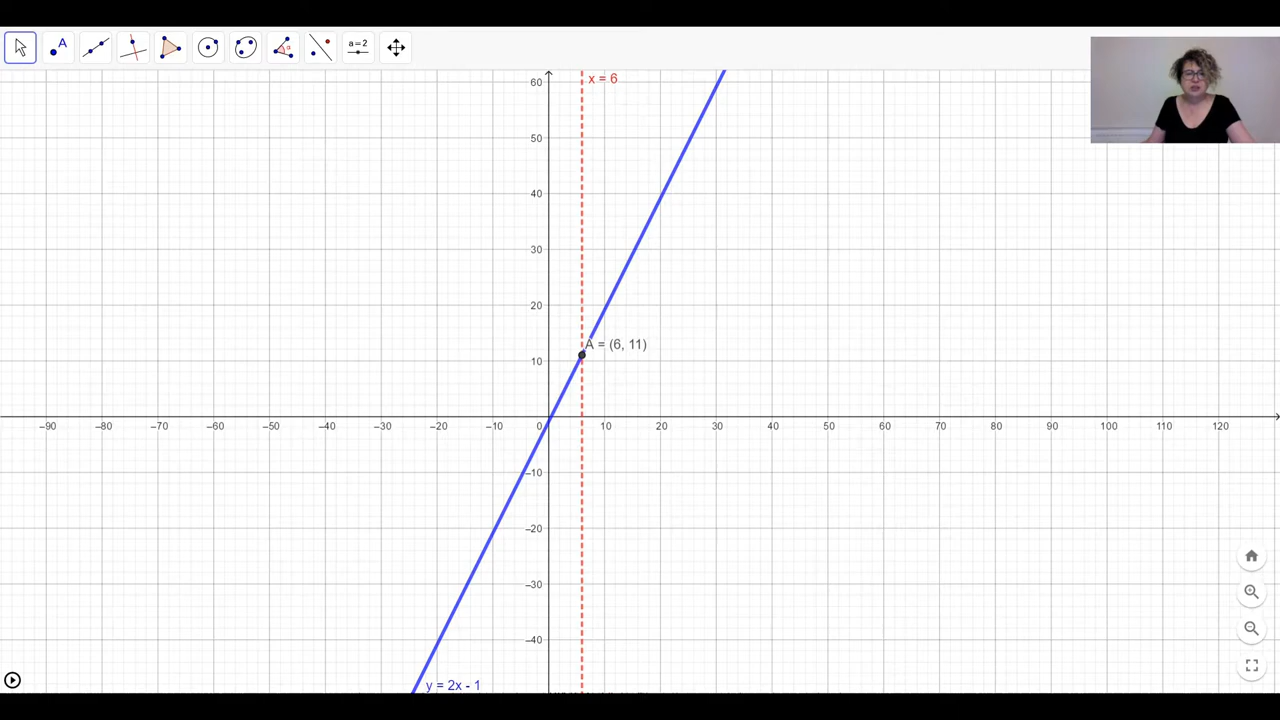 A
a
a=2
x = 6
60
50
40
30
20
A = (6, 11)
10
−90 −80 −70 −60 −50 −40 −30 −20 −10 0 10 20 30 40 50 60 70 80 90 100 110 120
−10
−20
−30
−40
y = 2x - 1